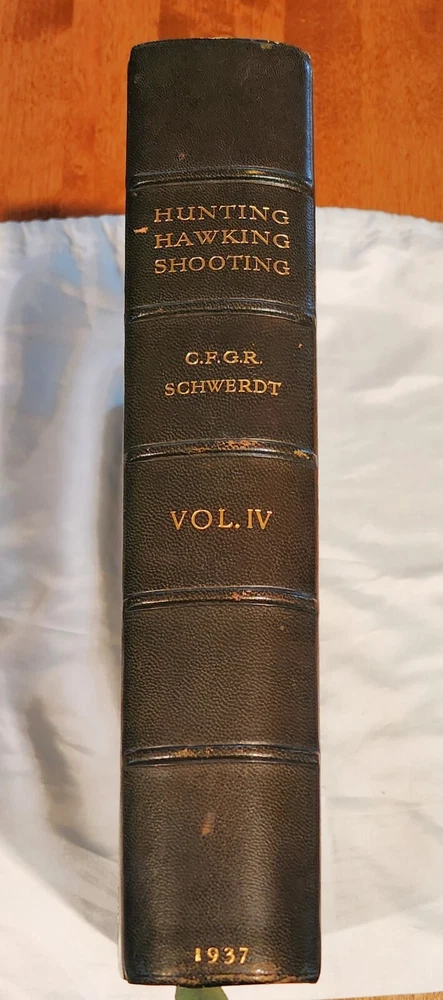 HUNTING
HAWKING
SHOOTING
C.F.G.R.
SCHWERDT
VOL. IV
1937